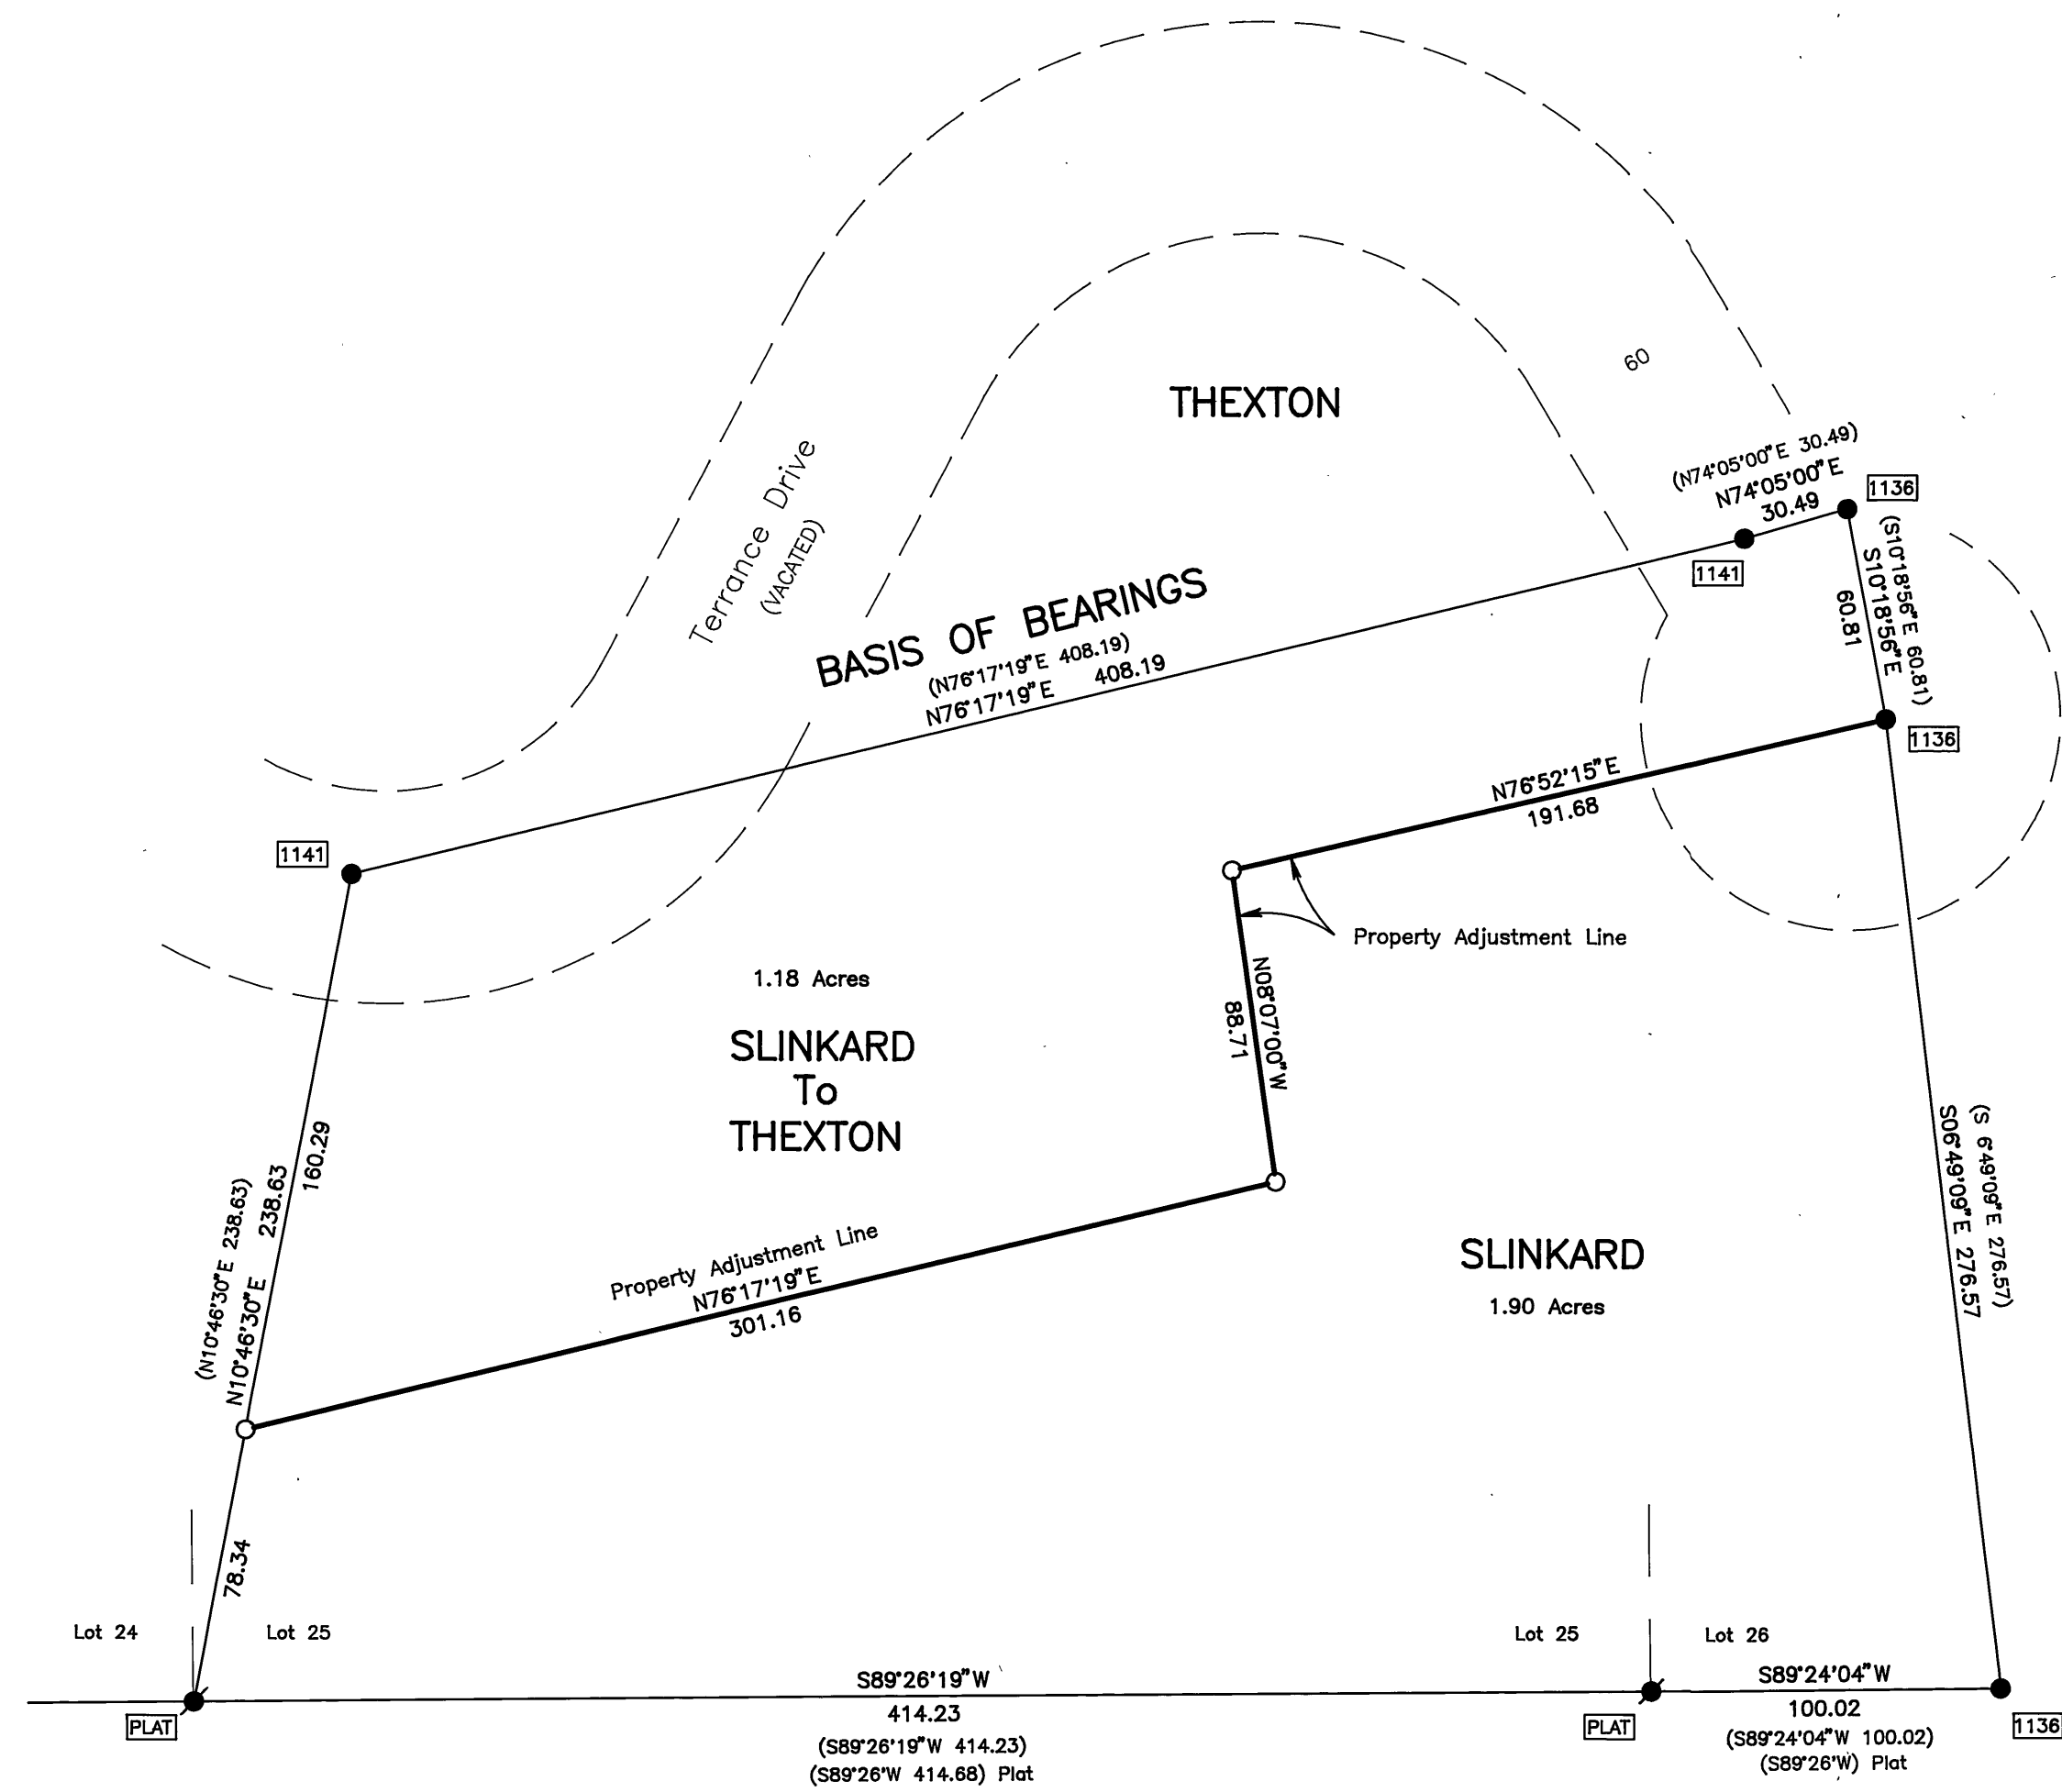 THEXTON
60
Terrance Drive
(VACATED)
(N74°05'00"E 30.49)
N74°05'00"E
30.49
1136
1141
(S10°18'56"E 60.81)
S10°18'56"E
60.81
1136
BASIS OF BEARINGS
(N76°17'19"E 408.19)
N76°17'19"E 408.19
N76°52'15"E
191.68
1141
Property Adjustment Line
N08°07'00"W
88.71
1.18 Acres
SLINKARD
To
THEXTON
160.29
(N10°46'30"E 238.63)
N10°46'30"E 238.63
(S 6°49'09"E 276.57)
S06°49'09"E 276.57
Property Adjustment Line
N76°17'19"E
301.16
SLINKARD
1.90 Acres
78.34
Lot 24
Lot 25
Lot 25
Lot 26
S89°26'19"W
414.23
(S89°26'19"W 414.23)
(S89°26'W 414.68) Plat
S89°24'04"W
100.02
(S89°24'04"W 100.02)
(S89°26'W) Plat
PLAT
PLAT
1136